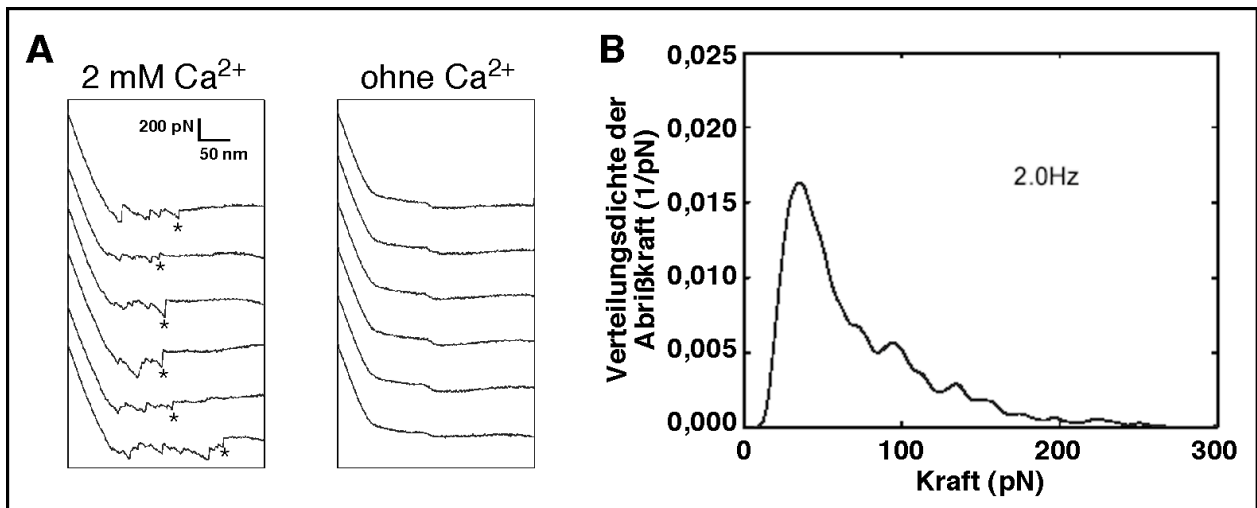 A
2 mM Ca2+
ohne Ca2+
200 pN
50 nm
*
*
*
*
*
*
B
Verteilungsdichte der
Abrißkraft (1/pN)
0,025
0,020
0,015
0,010
0,005
0,000
2.0Hz
0
100
200
300
Kraft (pN)